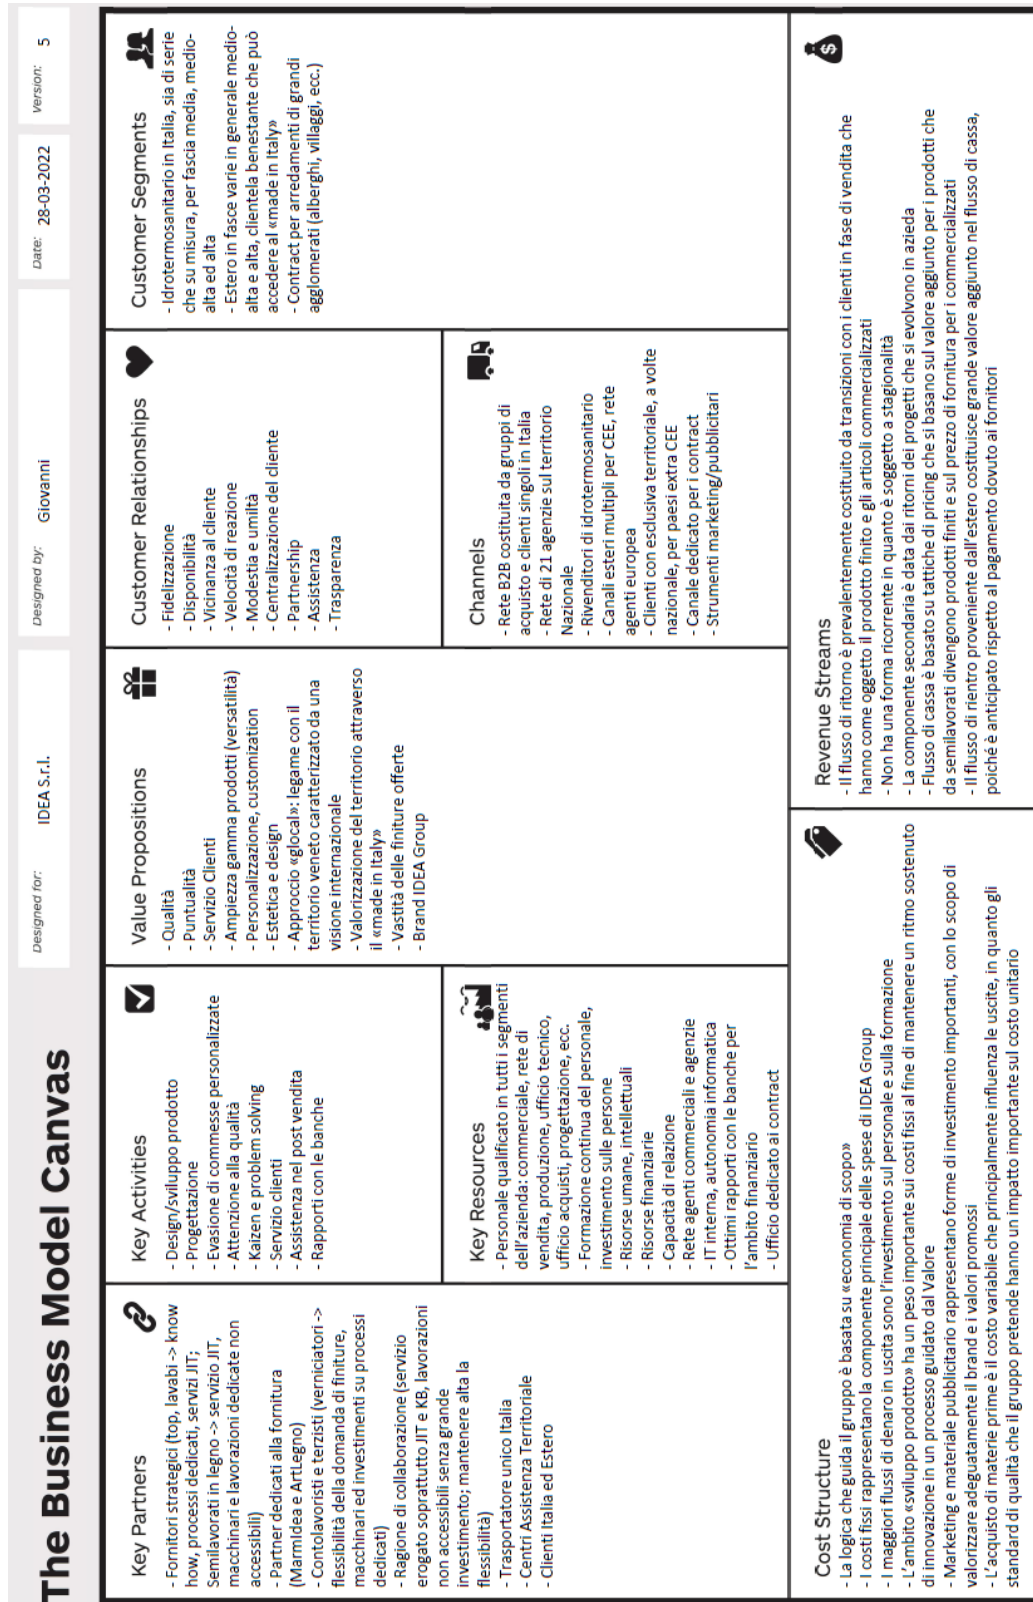 The Business Model Canvas
Designed for:
IDEA S.r.l.
Designed by:
Giovanni
Date:
28-03-2022
Version:
5
Key Partners
- Fornitori strategici (top, lavabi -> know
how, processi dedicati, servizi JIT;
Semilavorati in legno -> servizio JIT,
macchinari e lavorazioni dedicate non
accessibili)
- Partner dedicati alla fornitura
(MarmIdea e ArtLegno)
- Contolavoristi e terzisti (verniciatori ->
flessibilità della domanda di finiture,
macchinari ed investimenti su processi
dedicati)
- Ragione di collaborazione (servizio
erogato soprattutto JIT e KB, lavorazioni
non accessibili senza grande
investimento; mantenere alta la
flessibilità)
- Trasportatore unico Italia
- Centri Assistenza Territoriale
- Clienti Italia ed Estero
Key Activities
- Design/sviluppo prodotto
- Progettazione
- Evasione di commesse personalizzate
- Attenzione alla qualità
- Kaizen e problem solving
- Servizio clienti
- Assistenza nel post vendita
- Rapporti con le banche
Key Resources
- Personale qualificato in tutti i segmenti
dell'azienda: commerciale, rete di
vendita, produzione, ufficio tecnico,
ufficio acquisti, progettazione, ecc.
- Formazione continua del personale,
investimento sulle persone
- Risorse umane, intellettuali
- Risorse finanziarie
- Capacità di relazione
- Rete agenti commerciali e agenzie
- IT interna, autonomia informatica
- Ottimi rapporti con le banche per
l'ambito finanziario
- Ufficio dedicato ai contract
Value Propositions
- Qualità
- Puntualità
- Servizio Clienti
- Ampiezza gamma prodotti (versatilità)
- Personalizzazione, customization
- Estetica e design
- Approccio «glocal»: legame con il
territorio veneto caratterizzato da una
visione internazionale
- Valorizzazione del territorio attraverso
il «made in Italy»
- Vastità delle finiture offerte
- Brand IDEA Group
Customer Relationships
- Fidelizzazione
- Disponibilità
- Vicinanza al cliente
- Velocità di reazione
- Modestia e umiltà
- Centralizzazione del cliente
- Partnership
- Assistenza
- Trasparenza
Channels
- Rete B2B costituita da gruppi di
acquisto e clienti singoli in Italia
- Rete di 21 agenzie sul territorio
Nazionale
- Rivenditori di idrotermosanitario
- Canali esteri multipli per CEE, rete
agenti europea
- Clienti con esclusiva territoriale, a volte
nazionale, per paesi extra CEE
- Canale dedicato per i contract
- Strumenti marketing/pubblicitari
Customer Segments
- Idrotermosanitario in Italia, sia di serie
che su misura, per fascia media, medio-
alta ed alta
- Estero in fasce varie in generale medio-
alta e alta, clientela benestante che può
accedere al «made in Italy»
- Contract per arredamenti di grandi
agglomerati (alberghi, villaggi, ecc.)
Cost Structure
- La logica che guida il gruppo è basata su «economia di scopo»
- I costi fissi rappresentano la componente principale delle spese di IDEA Group
- I maggiori flussi di denaro in uscita sono l'investimento sul personale e sulla formazione
- L'ambito «sviluppo prodotto» ha un peso importante sui costi fissi al fine di mantenere un ritmo sostenuto
di innovazione in un processo guidato dal Valore
- Marketing e materiale pubblicitario rappresentano forme di investimento importanti, con lo scopo di
valorizzare adeguatamente il brand e i valori promossi
- L'acquisto di materie prime è il costo variabile che principalmente influenza le uscite, in quanto gli
standard di qualità che il gruppo pretende hanno un impatto importante sul costo unitario
Revenue Streams
- Il flusso di ritorno è prevalentemente costituito da transizioni con i clienti in fase di vendita che
hanno come oggetto il prodotto finito e gli articoli commercializzati
- Non ha una forma ricorrente in quanto è soggetto a stagionalità
- La componente secondaria è data dai ritorni dei progetti che si evolvono in azieda
- Flusso di cassa è basato su tattiche di pricing che si basano sul valore aggiunto per i prodotti che
da semilavorati divengono prodotti finiti e sul prezzo di fornitura per i commercializzati
- Il flusso di rientro proveniente dall'estero costituisce grande valore aggiunto nel flusso di cassa,
poiché è anticipato rispetto al pagamento dovuto ai fornitori